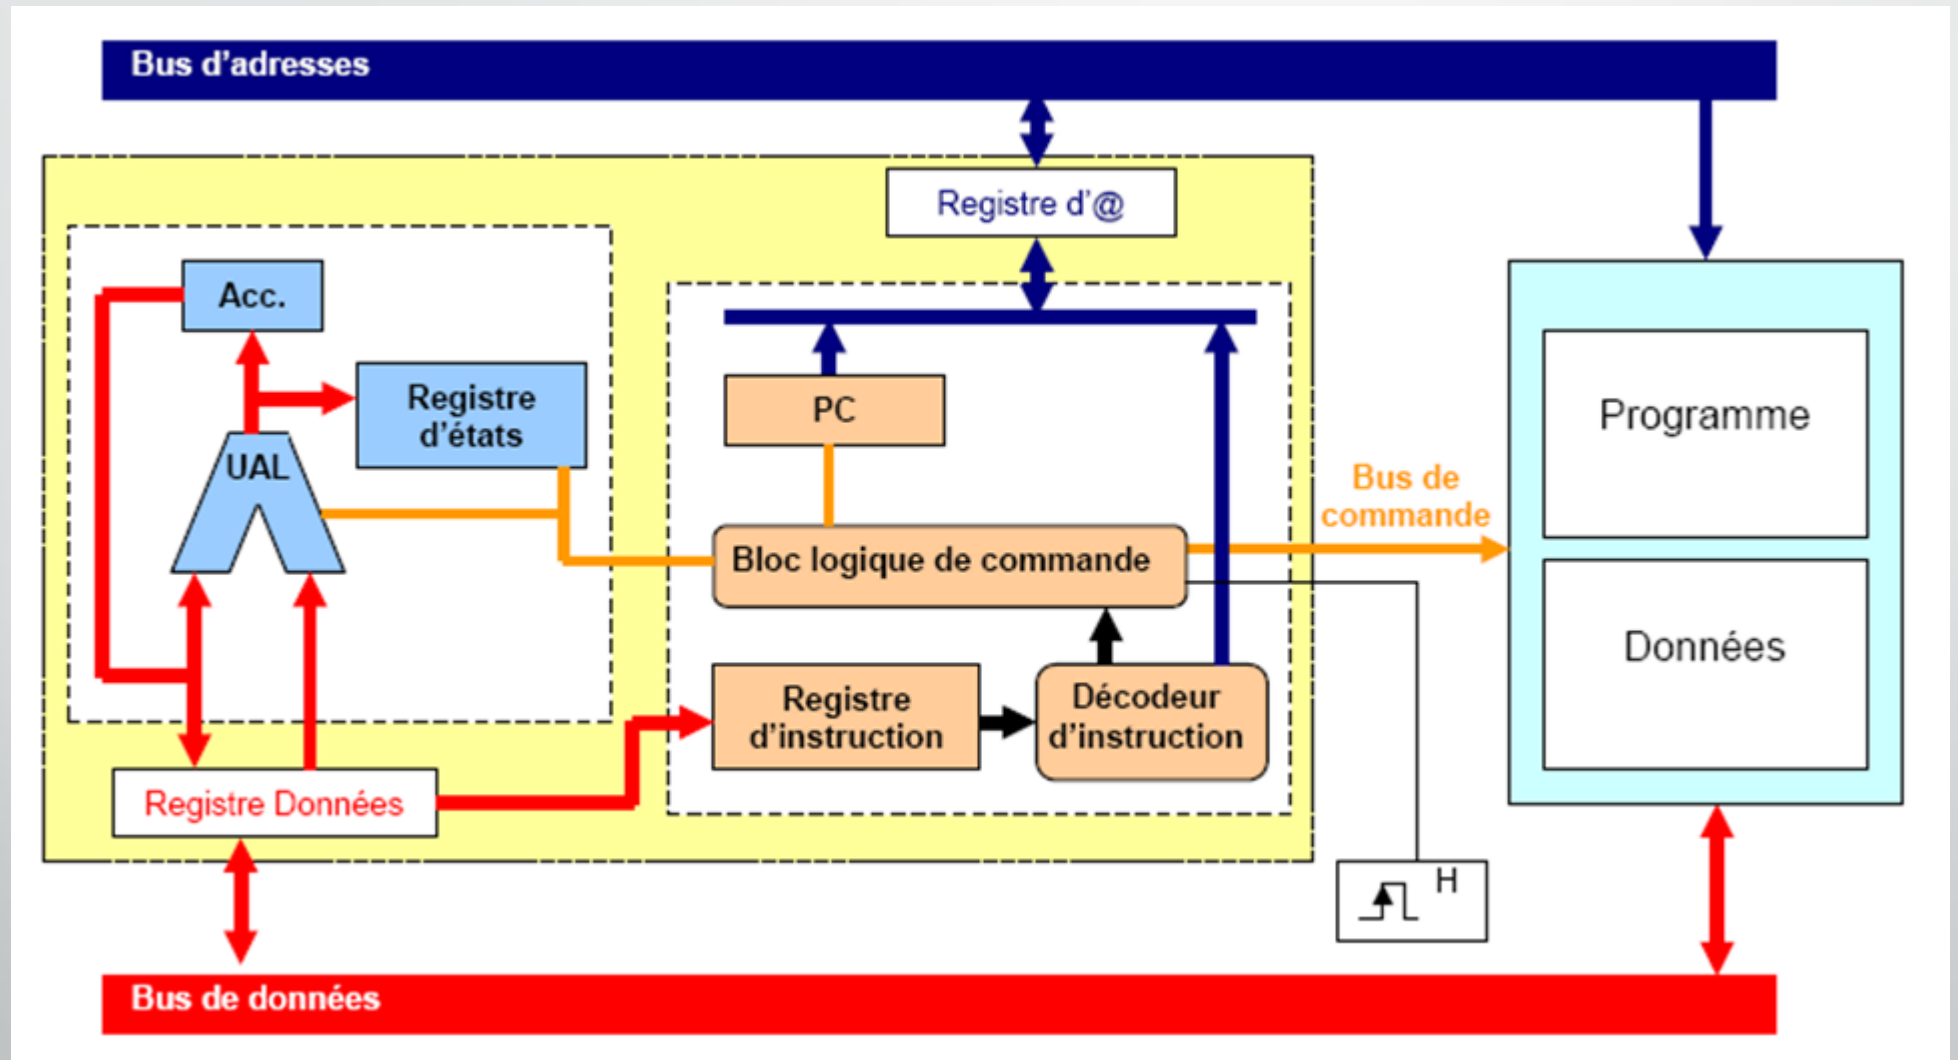 Bus d'adresses
Registre d'@
Acc.
Registre
d'états
UAL
PC
Bus de
commande
Bloc logique de commande
Registre
d'instruction
Décodeur
d'instruction
Registre Données
Programme
Données
H
Bus de données